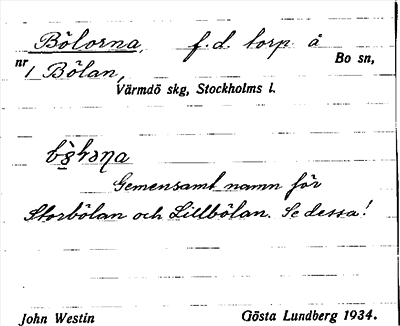 Bölorna, f.d. torp å Bo sn,
nr 1 Bölan,
Värmdö skg, Stockholms l.
Gemensamt namn för
Storbölan och Lillbölan. Se dessa!
John Westin Gösta Lundberg 1934.